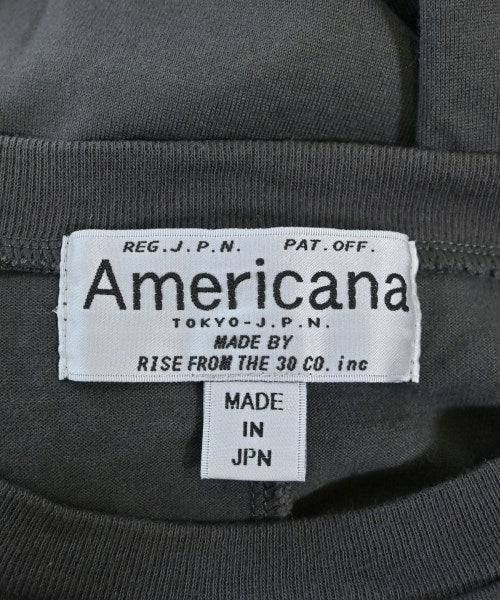 REG.J.P.N. PAT.OFF.
Americana
TOKYO-J.P.N.
MADE BY
RISE FROM THE 30 CO. inc
MADE
IN
JPN